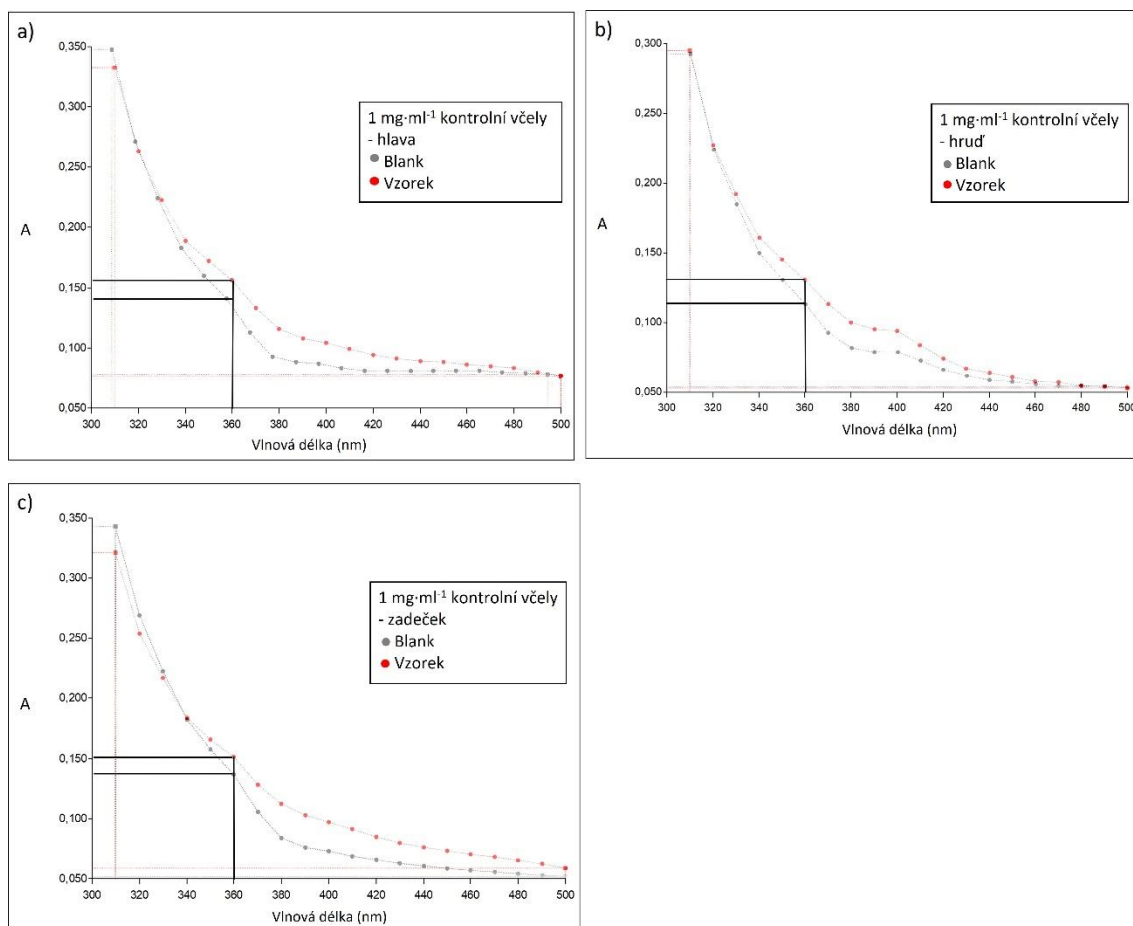 a)
0,350
0,300
0,250
0,200
0,150
0,100
0,050
A
1 mg·ml⁻¹ kontrolní včely
- hlava
Blank
Vzorek
300 320 340 360 380 400 420 440 460 480 500
Vlnová délka (nm)
b)
0,300
0,250
0,200
0,150
0,100
0,050
A
1 mg·ml⁻¹ kontrolní včely
- hruď
Blank
Vzorek
300 320 340 360 380 400 420 440 460 480 500
Vlnová délka (nm)
c)
0,350
0,300
0,250
0,200
0,150
0,100
0,050
A
1 mg·ml⁻¹ kontrolní včely
- zadeček
Blank
Vzorek
300 320 340 360 380 400 420 440 460 480 500
Vlnová délka (nm)